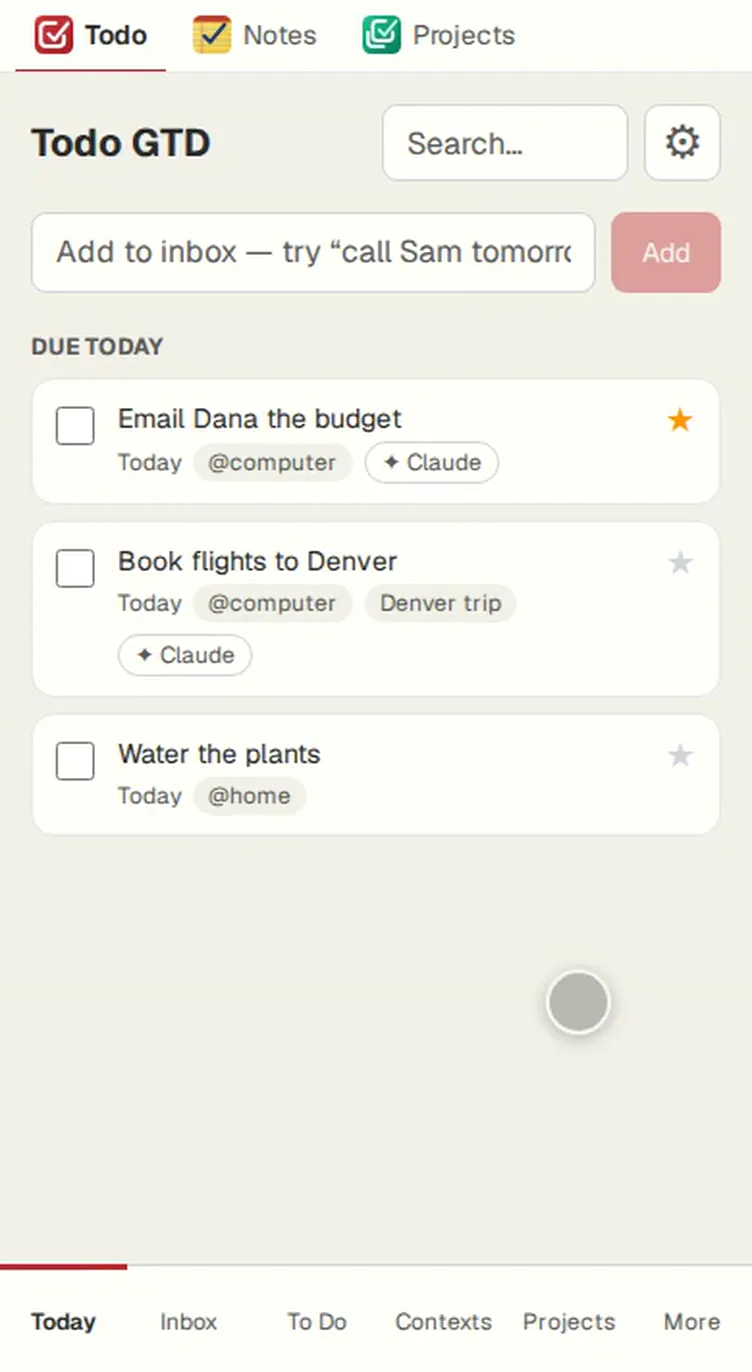 Todo Notes Projects
Todo GTD
Search...
Add to inbox — try “call Sam tomorrc
Add
DUE TODAY
Email Dana the budget
Today @computer ✦ Claude
Book flights to Denver
Today @computer Denver trip
✦ Claude
Water the plants
Today @home
Today Inbox To Do Contexts Projects More